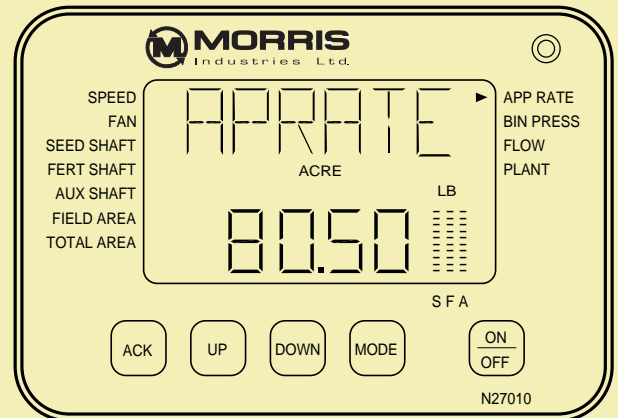 MORRIS
Industries Ltd.
SPEED
FAN
SEED SHAFT
FERT SHAFT
AUX SHAFT
FIELD AREA
TOTAL AREA
APRATE
ACRE
LB
80.50
S F A
APP RATE
BIN PRESS
FLOW
PLANT
ACK
UP
DOWN
MODE
ON
OFF
N27010